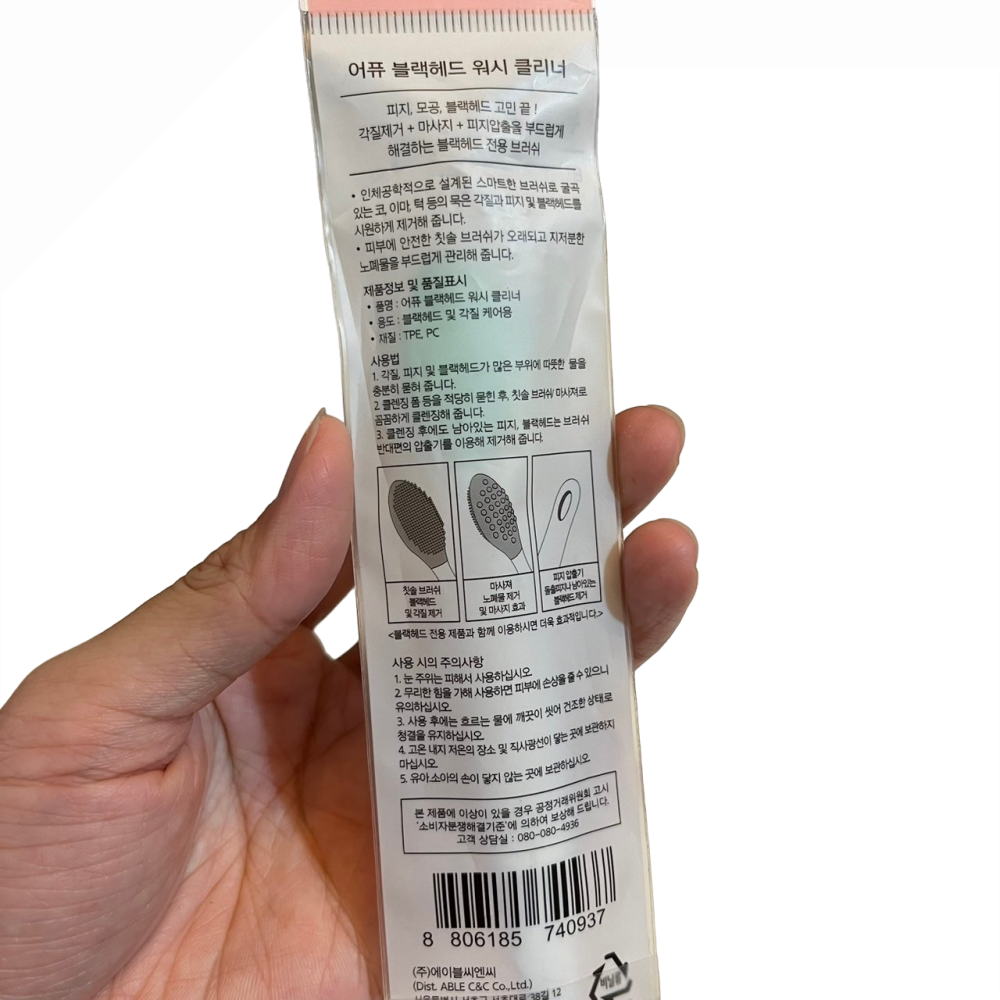 어퓨 블랙헤드 워시 클리너
피지, 모공, 블랙헤드 고민 끝!
각질제거 + 마사지 + 피지압출을 부드럽게
해결하는 블랙헤드 전용 브러쉬
• 인체공학적으로 설계된 스마트한 브러쉬로 굴곡
있는 코, 이마, 턱 등의 묵은 각질과 피지 및 블랙헤드를
시원하게 제거해 줍니다.
• 피부에 안전한 칫솔 브러쉬가 오래되고 지저분한
노폐물을 부드럽게 관리해 줍니다.
제품정보 및 품질표시
• 품명 : 어퓨 블랙헤드 워시 클리너
• 용도 : 블랙헤드 및 각질 케어용
• 재질 : TPE, PC
사용법
1. 각질, 피지 및 블랙헤드가 많은 부위에 따뜻한 물을
충분히 묻혀 줍니다.
2. 클렌징 폼 등을 적당히 묻힌 후, 칫솔 브러쉬/ 마사져로
꼼꼼하게 클렌징해 줍니다.
3. 클렌징 후에도 남아있는 피지, 블랙헤드는 브러쉬
반대편의 압출기를 이용해 제거해 줍니다.
칫솔 브러쉬
블랙헤드
및 각질 제거
마사져
노폐물 제거
및 마사지 효과
피지 압출기
돌출피지나 남아있는
블랙헤드 제거
<블랙헤드 전용 제품과 함께 이용하시면 더욱 효과적입니다.>
사용 시의 주의사항
1. 눈 주위는 피해서 사용하십시오.
2. 무리한 힘을 가해 사용하면 피부에 손상을 줄 수 있으니
유의하십시오.
3. 사용 후에는 흐르는 물에 깨끗이 씻어 건조한 상태로
청결을 유지하십시오.
4. 고온 내지 저온의 장소 및 직사광선이 닿는 곳에 보관하지
마십시오.
5. 유아.소아의 손이 닿지 않는 곳에 보관하십시오.
본 제품에 이상이 있을 경우 공정거래위원회 고시
'소비자분쟁해결기준'에 의하여 보상해 드립니다.
고객 상담실 : 080-080-4936
8 806185 740937
(주)에이블씨엔씨
(Dist. ABLE C&C Co.,Ltd.)
서울특별시 서초구 서초대로38길 12
비닐류